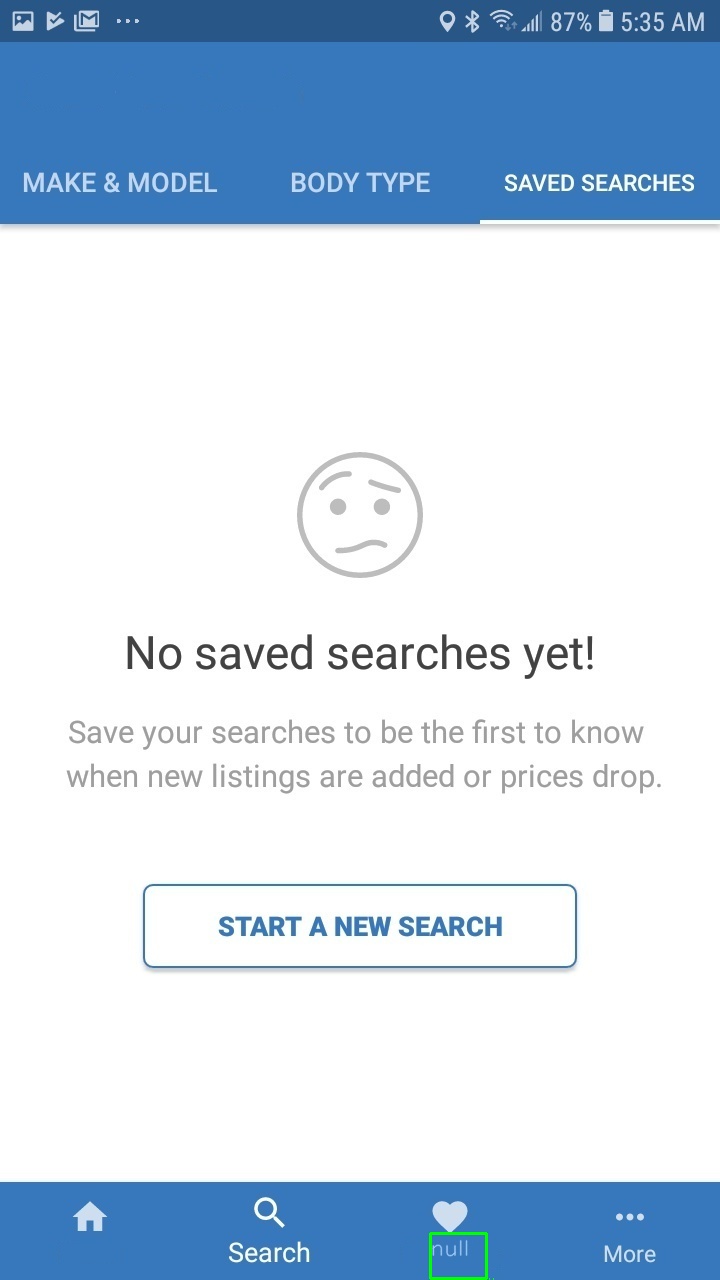 87% 5:35 AM
MAKE & MODEL BODY TYPE SAVED SEARCHES
No saved searches yet!
Save your searches to be the first to know
when new listings are added or prices drop.
START A NEW SEARCH
Search null More